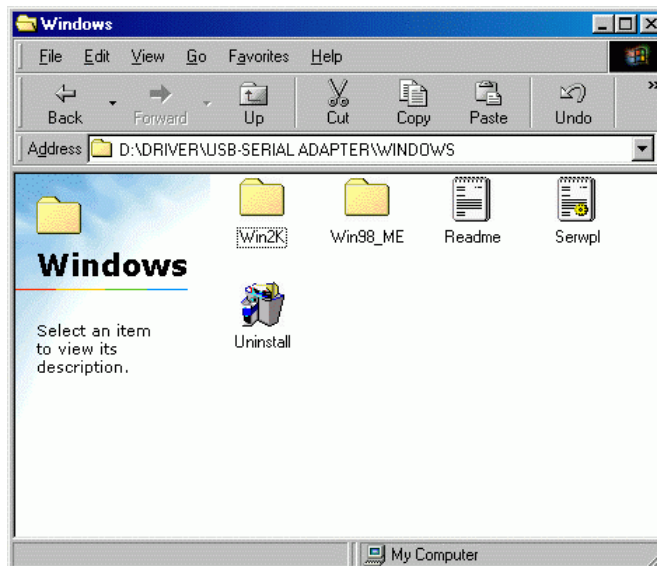 Windows
File Edit View Go Favorites Help
Back Forward Up Cut Copy Paste Undo »
Address D:\DRIVER\USB-SERIAL ADAPTER\WINDOWS
Win2K Win98_ME Readme Serwpl
Windows
Select an item
to view its
description.
Uninstall
My Computer